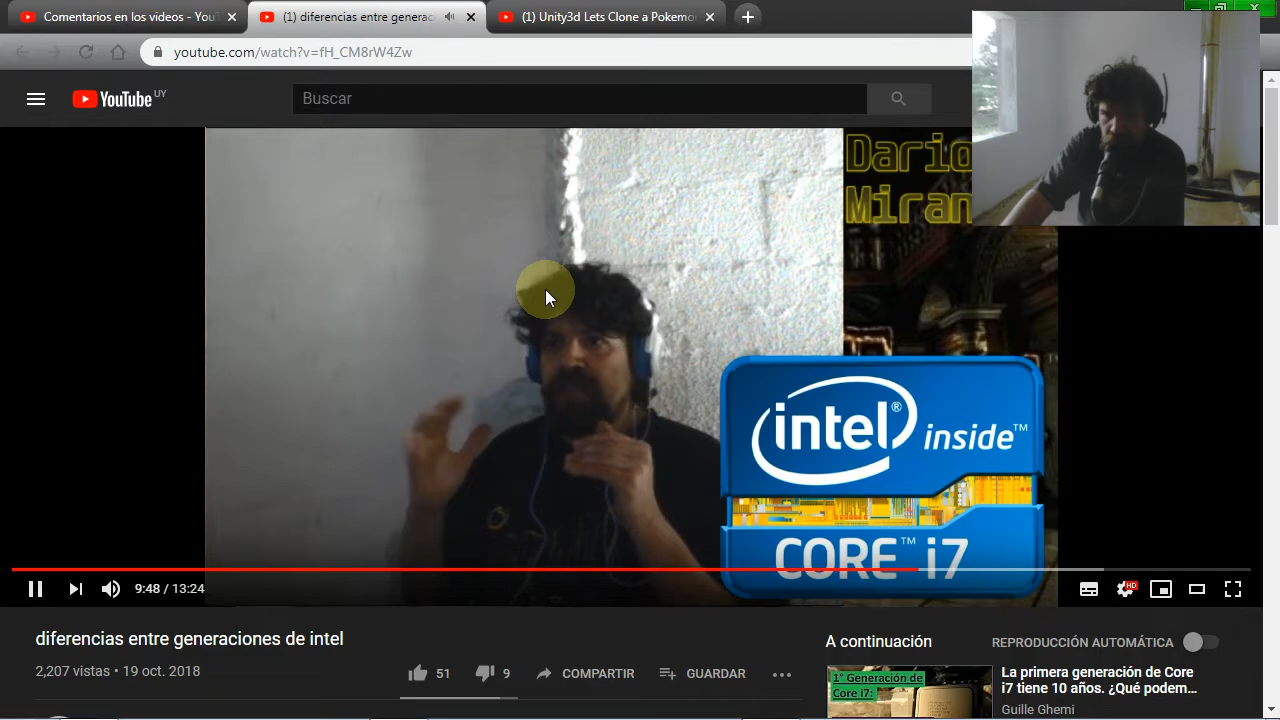 Comentarios en los videos - You
(1) diferencias entre generac
(1) Unity3d Lets Clone a Pokemo
youtube.com/watch?v=fH_CM8rW4Zw
YouTube UY
Buscar
Dario
Miran
intel® inside™
CORE™ i7
9:48 / 13:24
HD
diferencias entre generaciones de intel
2,207 vistas • 19 oct. 2018
51
9
COMPARTIR
GUARDAR
A continuación
REPRODUCCIÓN AUTOMÁTICA
1° Generación de
Core i7:
La primera generación de Core
i7 tiene 10 años. ¿Qué podem...
Guille Ghemi